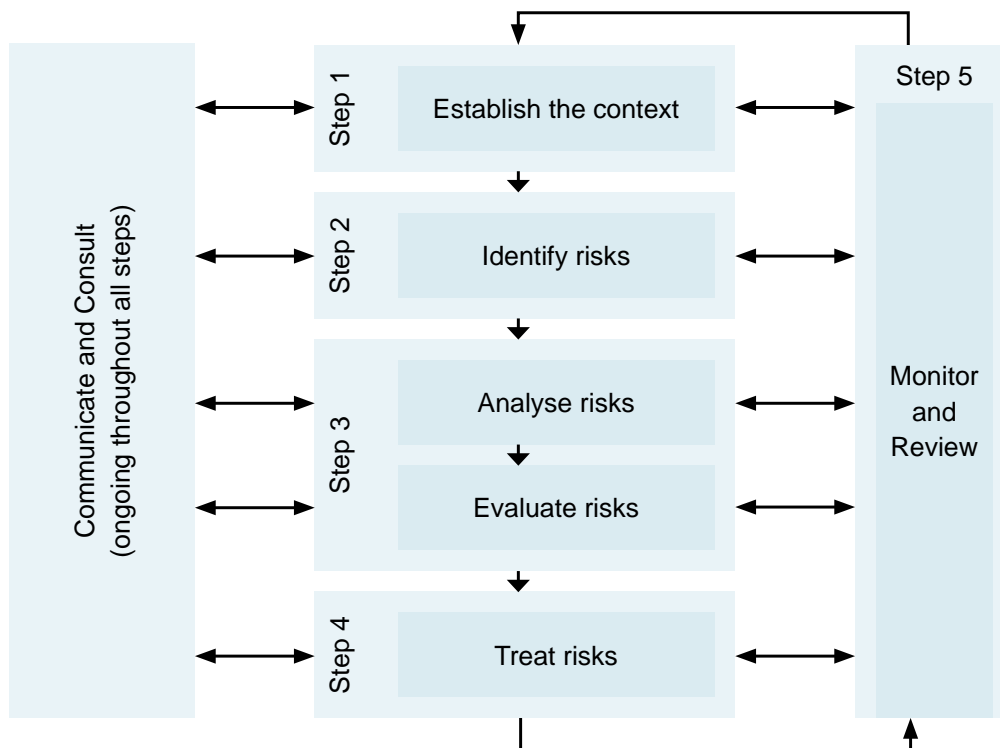 Communicate and Consult
(ongoing throughout all steps)
Step 1
Establish the context
Step 2
Identify risks
Step 3
Analyse risks
Evaluate risks
Step 4
Treat risks
Step 5
Monitor
and
Review